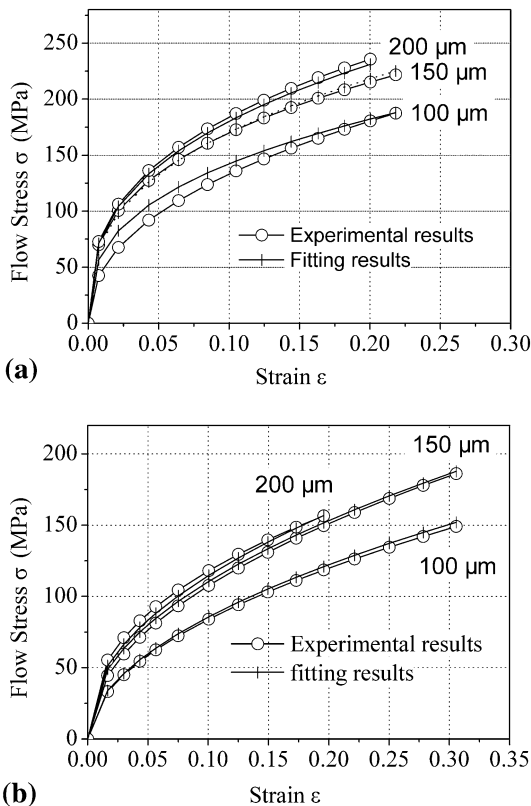 250
200
150
100
50
0
Flow Stress σ (MPa)
200 µm
150 µm
100 µm
Experimental results
Fitting results
0.00 0.05 0.10 0.15 0.20 0.25 0.30
Strain ε
(a)
200
150
100
50
0
Flow Stress σ (MPa)
150 µm
200 µm
100 µm
Experimental results
fitting results
0.00 0.05 0.10 0.15 0.20 0.25 0.30 0.35
Strain ε
(b)